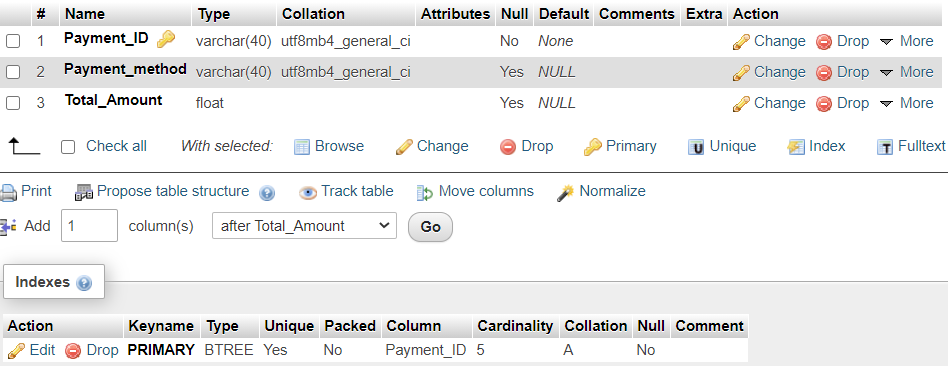 # Name Type Collation Attributes Null Default Comments Extra Action
1 Payment_ID varchar(40) utf8mb4_general_ci No None Change Drop More
2 Payment_method varchar(40) utf8mb4_general_ci Yes NULL Change Drop More
3 Total_Amount float Yes NULL Change Drop More
Check all With selected: Browse Change Drop Primary Unique Index Fulltext
Print Propose table structure Track table Move columns Normalize
Add 1 column(s) after Total_Amount Go
Indexes
Action Keyname Type Unique Packed Column Cardinality Collation Null Comment
Edit Drop PRIMARY BTREE Yes No Payment_ID 5 A No